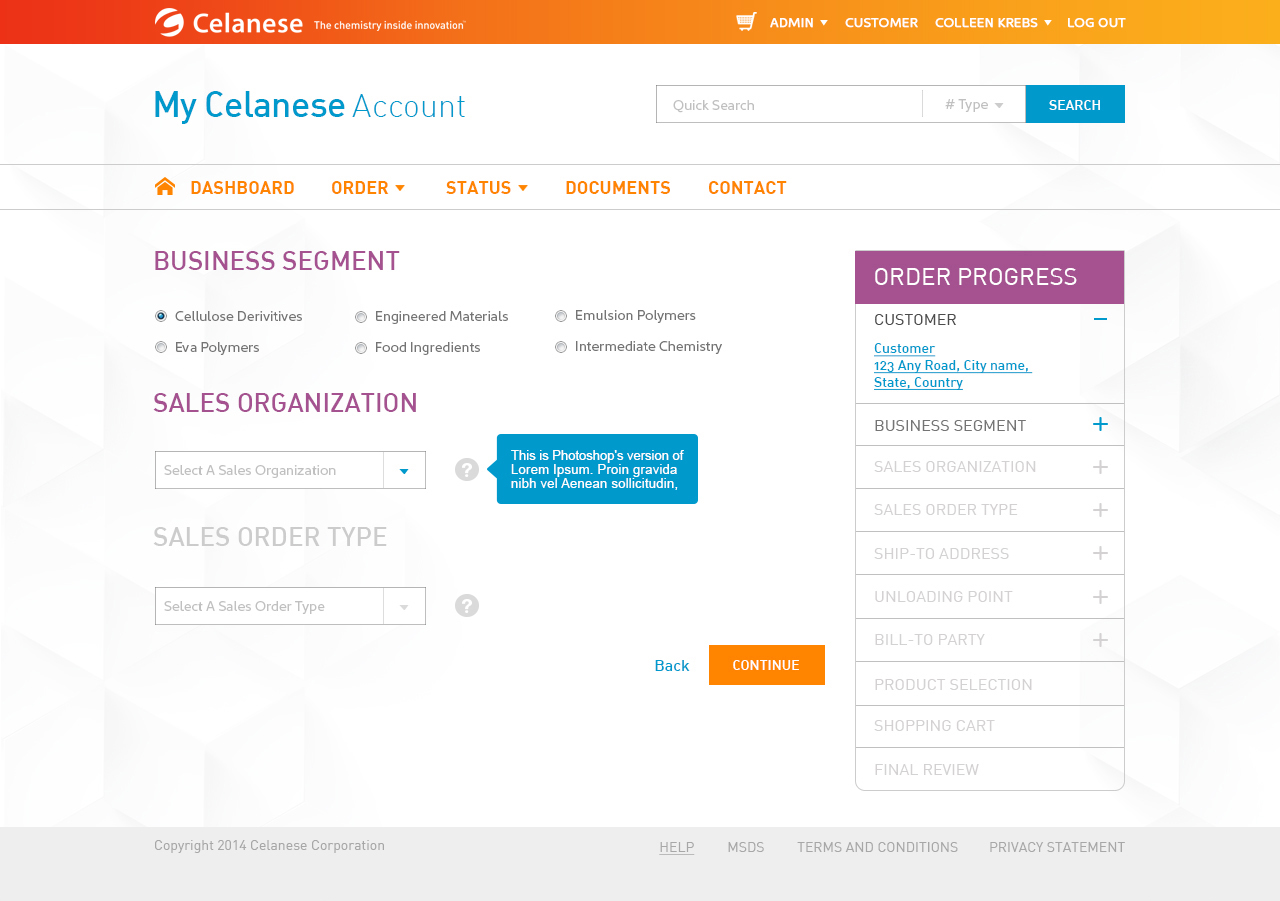 Celanese The chemistry inside innovation™
ADMIN CUSTOMER COLLEEN KREBS LOG OUT
My Celanese Account
Quick Search # Type SEARCH
DASHBOARD ORDER STATUS DOCUMENTS CONTACT
BUSINESS SEGMENT
Cellulose Derivitives Engineered Materials Emulsion Polymers
Eva Polymers Food Ingredients Intermediate Chemistry
SALES ORGANIZATION
Select A Sales Organization ?
This is Photoshop's version of
Lorem Ipsum. Proin gravida
nibh vel Aenean sollicitudin,
SALES ORDER TYPE
Select A Sales Order Type ?
Back CONTINUE
ORDER PROGRESS
CUSTOMER
Customer
123 Any Road, City name,
State, Country
BUSINESS SEGMENT
SALES ORGANIZATION
SALES ORDER TYPE
SHIP-TO ADDRESS
UNLOADING POINT
BILL-TO PARTY
PRODUCT SELECTION
SHOPPING CART
FINAL REVIEW
Copyright 2014 Celanese Corporation
HELP MSDS TERMS AND CONDITIONS PRIVACY STATEMENT